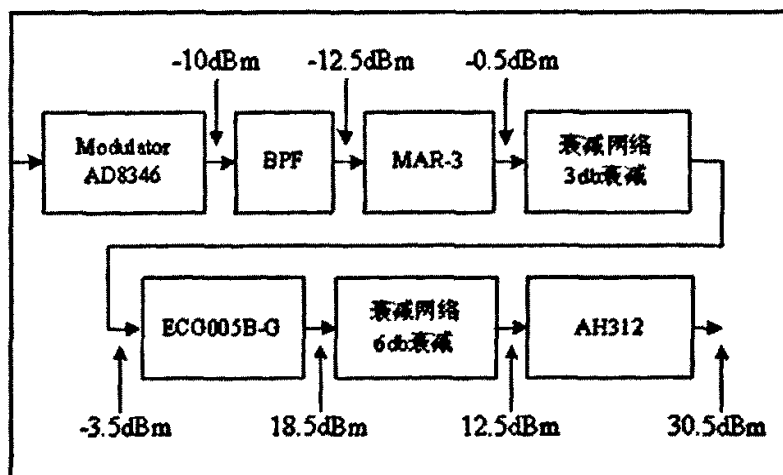 -10dBm
-12.5dBm
-0.5dBm
Modulator
AD8346
BPF
MAR-3
衰减网络
3db衰减
ECG005B-G
衰减网络
6db衰减
AH312
-3.5dBm
18.5dBm
12.5dBm
30.5dBm